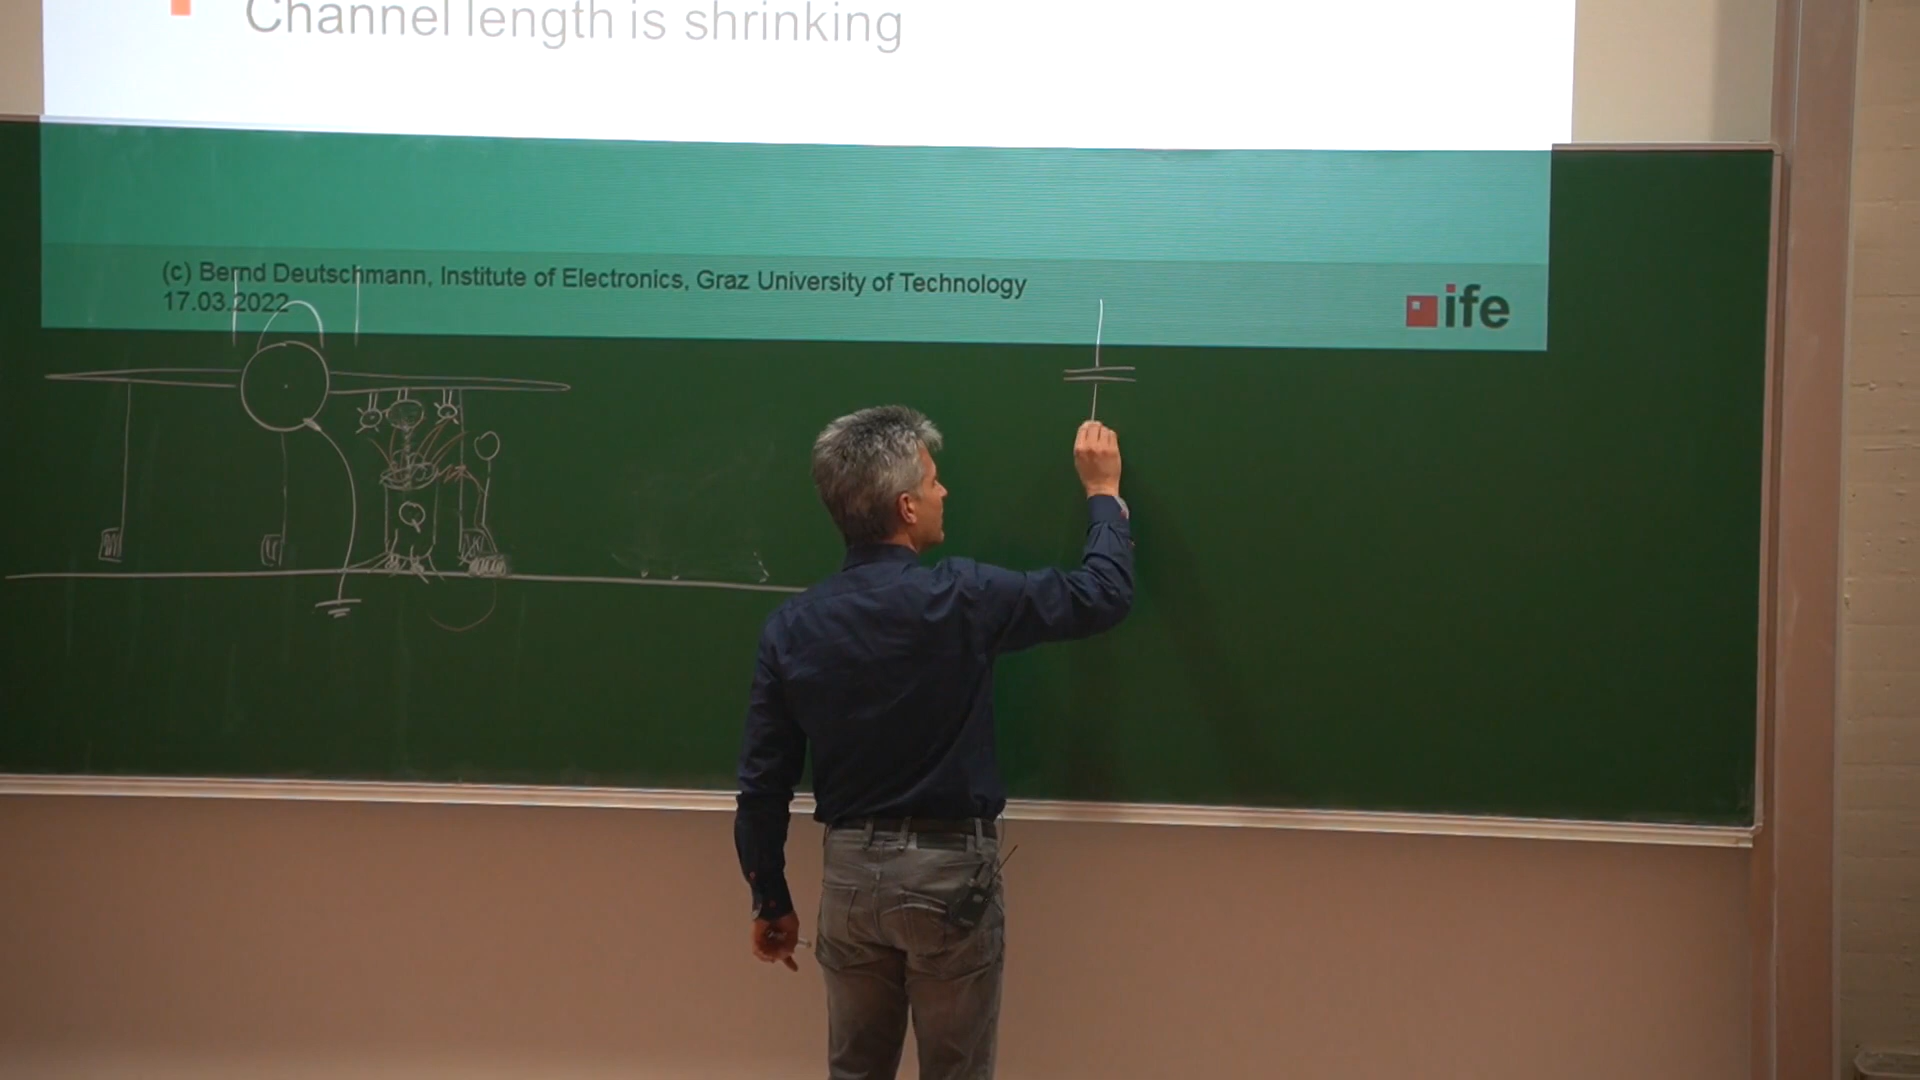 Channel length is shrinking
(c) Bernd Deutschmann, Institute of Electronics, Graz University of Technology
17.03.2022
ife